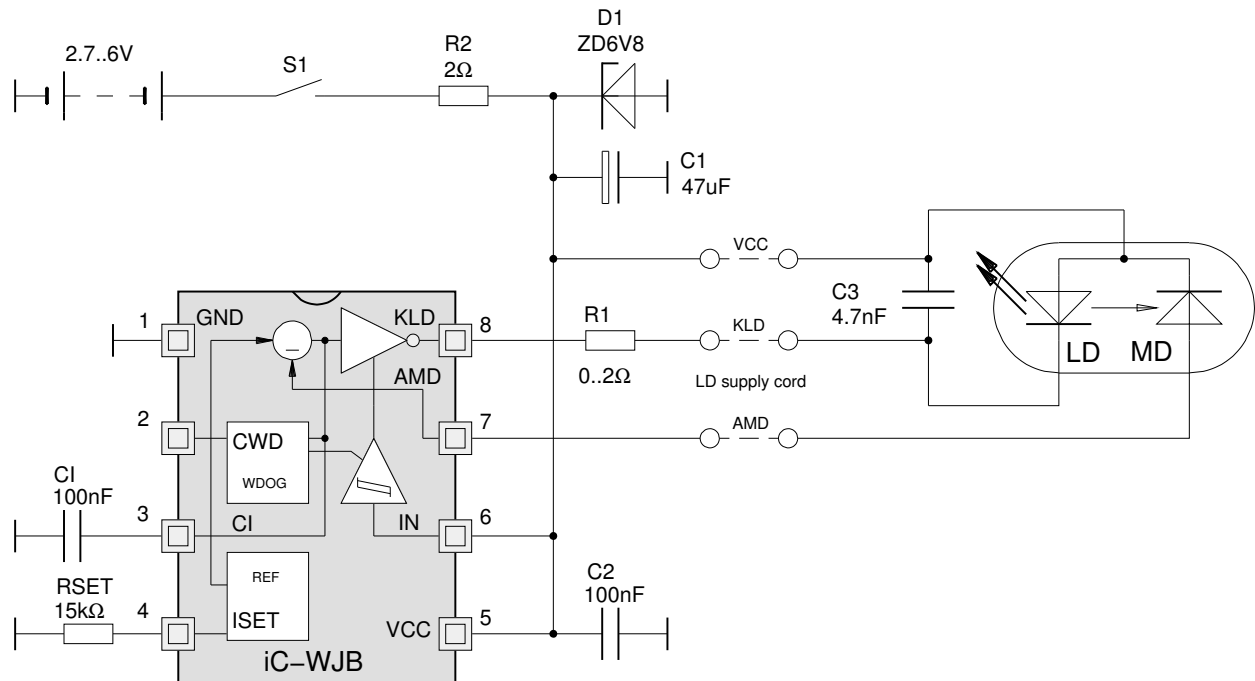 2.7..6V
S1
R2
2Ω
D1
ZD6V8
C1
47uF
VCC
C3
4.7nF
1
GND
KLD
8
R1
0..2Ω
KLD
LD supply cord
LD
MD
AMD
7
AMD
2
CWD
WDOG
CI
100nF
3
CI
IN
6
RSET
15kΩ
4
REF
ISET
VCC
5
C2
100nF
_
iC-WJB